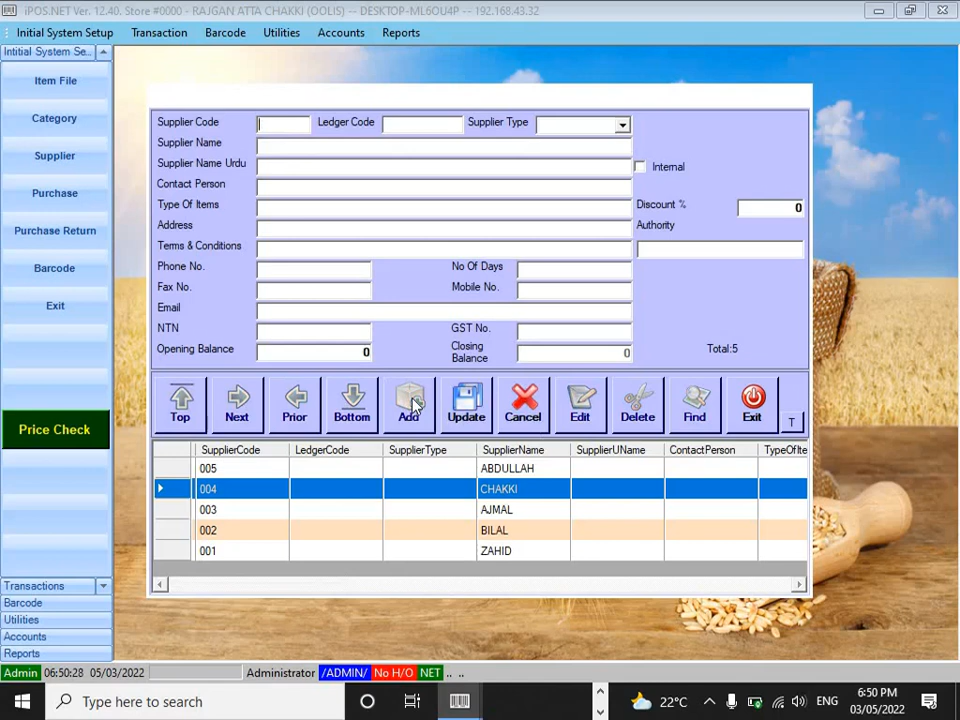 iPOS.NET Ver. 12.40. Store #0000 - RAJGAN ATTA CHAKKI (OOLIS) -- DESKTOP-ML6OU4P -- 192.168.43.32
Initial System Setup Transaction Barcode Utilities Accounts Reports
Intitial System Se...
Item File
Category
Supplier
Purchase
Purchase Return
Barcode
Exit
Price Check
Transactions
Barcode
Utilities
Accounts
Reports
Supplier Code Ledger Code Supplier Type
Supplier Name
Supplier Name Urdu Internal
Contact Person
Type Of Items Discount % 0
Address Authority
Terms & Conditions
Phone No. No Of Days
Fax No. Mobile No.
Email
NTN GST No.
Opening Balance 0 Closing Balance 0 Total:5
Top Next Prior Bottom Add Update Cancel Edit Delete Find Exit T
SupplierCode LedgerCode SupplierType SupplierName SupplierUName ContactPerson TypeOfIte
005 ABDULLAH
004 CHAKKI
003 AJMAL
002 BILAL
001 ZAHID
Admin 06:50:28 05/03/2022 Administrator /ADMIN/ No H/O NET .. ..
Type here to search 22°C ENG 6:50 PM
03/05/2022